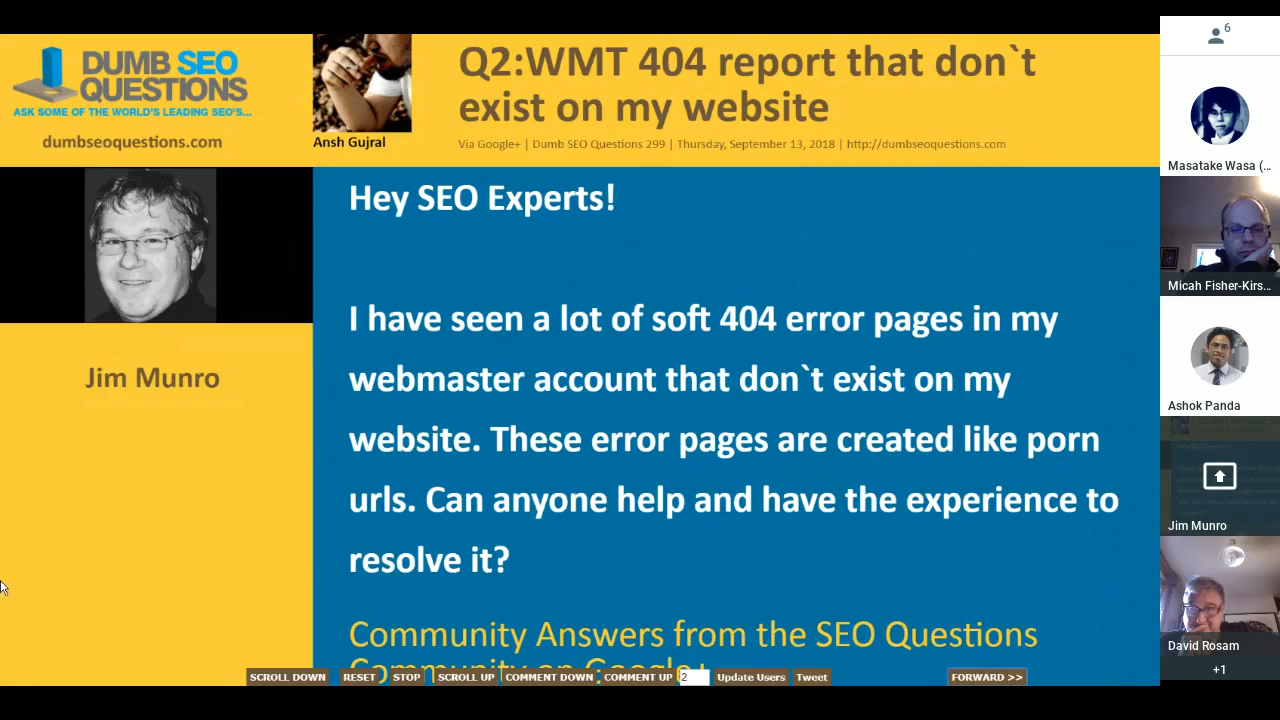 DUMB SEO
QUESTIONS
ASK SOME OF THE WORLD'S LEADING SEO'S...
dumbseoquestions.com
Ansh Gujral
Q2:WMT 404 report that don`t
exist on my website
Via Google+ | Dumb SEO Questions 299 | Thursday, September 13, 2018 | http://dumbseoquestions.com
Jim Munro
Hey SEO Experts!
I have seen a lot of soft 404 error pages in my
webmaster account that don`t exist on my
website. These error pages are created like porn
urls. Can anyone help and have the experience to
resolve it?
Community Answers from the SEO Questions
Community on Google+
SCROLL DOWN RESET STOP SCROLL UP COMMENT DOWN COMMENT UP 2 Update Users Tweet FORWARD >>
6
Masatake Wasa (...
Micah Fisher-Kirs...
Ashok Panda
Jim Munro
David Rosam
+1